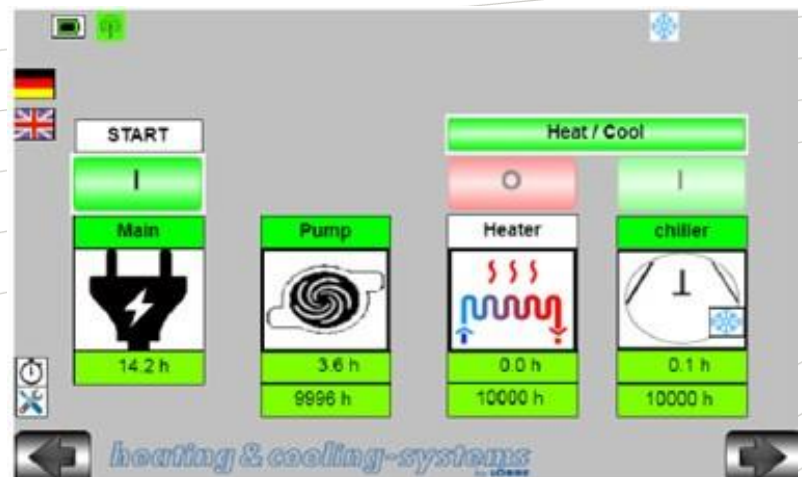 START
Heat / Cool
I
O
I
Main
Pump
Heater
chiller
14.2 h
3.6 h
0.0 h
0.1 h
9996 h
10000 h
10000 h
heating & cooling-systems